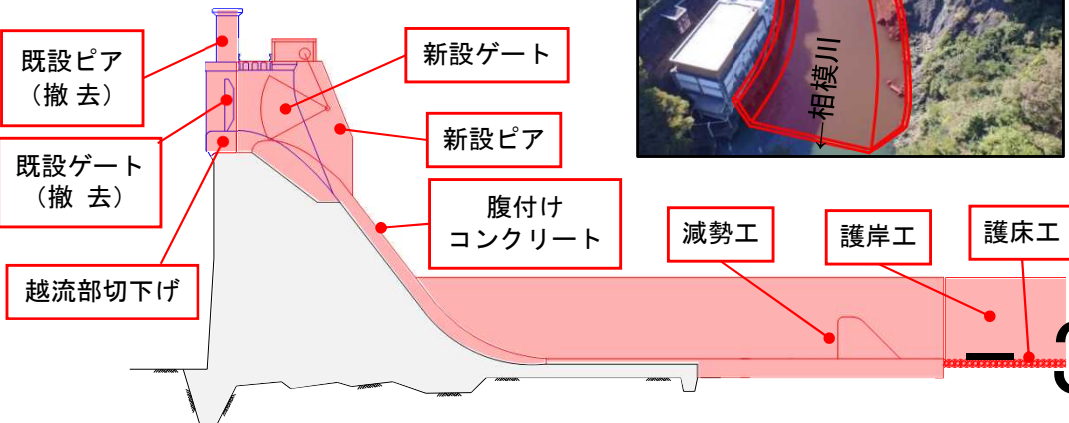 既設ピア
(撤 去)
新設ゲート
←相模川
新設ピア
既設ゲート
(撤 去)
腹付け
コンクリート
減勢工
護岸工
護床工
越流部切下げ